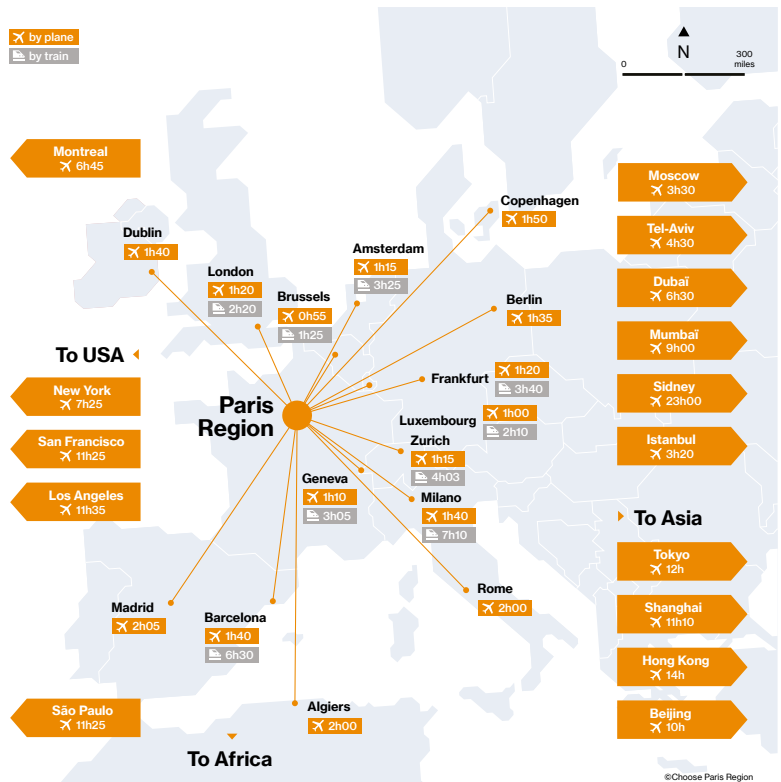 by plane
by train
N
0
300
miles
Montreal
6h45
Moscow
3h30
Copenhagen
1h50
Tel-Aviv
4h30
Dublin
1h40
Amsterdam
1h15
3h25
London
1h20
2h20
Dubaï
6h30
Brussels
0h55
1h25
Berlin
1h35
Mumbaï
9h00
To USA
New York
7h25
Paris
Region
Frankfurt
1h20
3h40
Sidney
23h00
Luxembourg
1h00
2h10
San Francisco
11h25
Zurich
1h15
4h03
Istanbul
3h20
Los Angeles
11h35
Geneva
1h10
3h05
Milano
1h40
7h10
To Asia
Tokyo
12h
Rome
2h00
Madrid
2h05
Barcelona
1h40
6h30
Shanghai
11h10
Hong Kong
14h
São Paulo
11h25
Algiers
2h00
Beijing
10h
To Africa
©Choose Paris Region